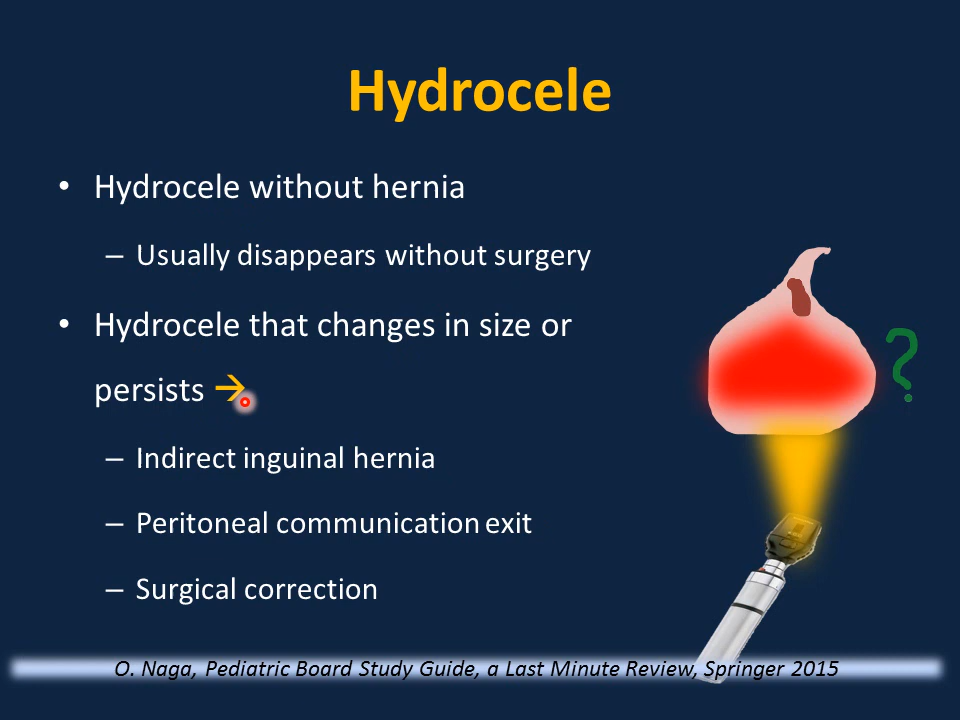 Hydrocele
• Hydrocele without hernia
– Usually disappears without surgery
• Hydrocele that changes in size or
persists →
– Indirect inguinal hernia
– Peritoneal communication exit
– Surgical correction
?
O. Naga, Pediatric Board Study Guide, a Last Minute Review, Springer 2015